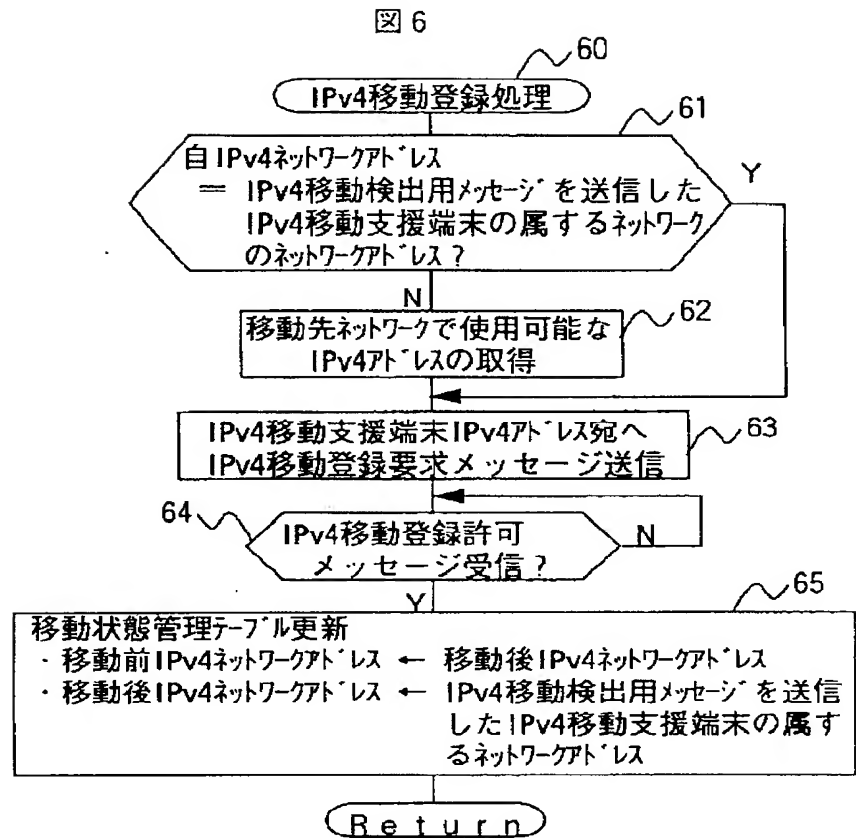 図6
60
IPv4移動登録処理
61
自IPv4ネットワークアドレス
= IPv4移動検出用メッセージを送信した
IPv4移動支援端末の属するネットワーク
のネットワークアドレス?
Y
N
移動先ネットワークで使用可能な
IPv4アドレスの取得
62
IPv4移動支援端末IPv4アドレス宛へ
IPv4移動登録要求メッセージ送信
63
64
IPv4移動登録許可
メッセージ受信?
N
Y
65
移動状態管理テーブル更新
・移動前IPv4ネットワークアドレス ← 移動後IPv4ネットワークアドレス
・移動後IPv4ネットワークアドレス ← IPv4移動検出用メッセージを送信
したIPv4移動支援端末の属す
るネットワークアドレス
Return